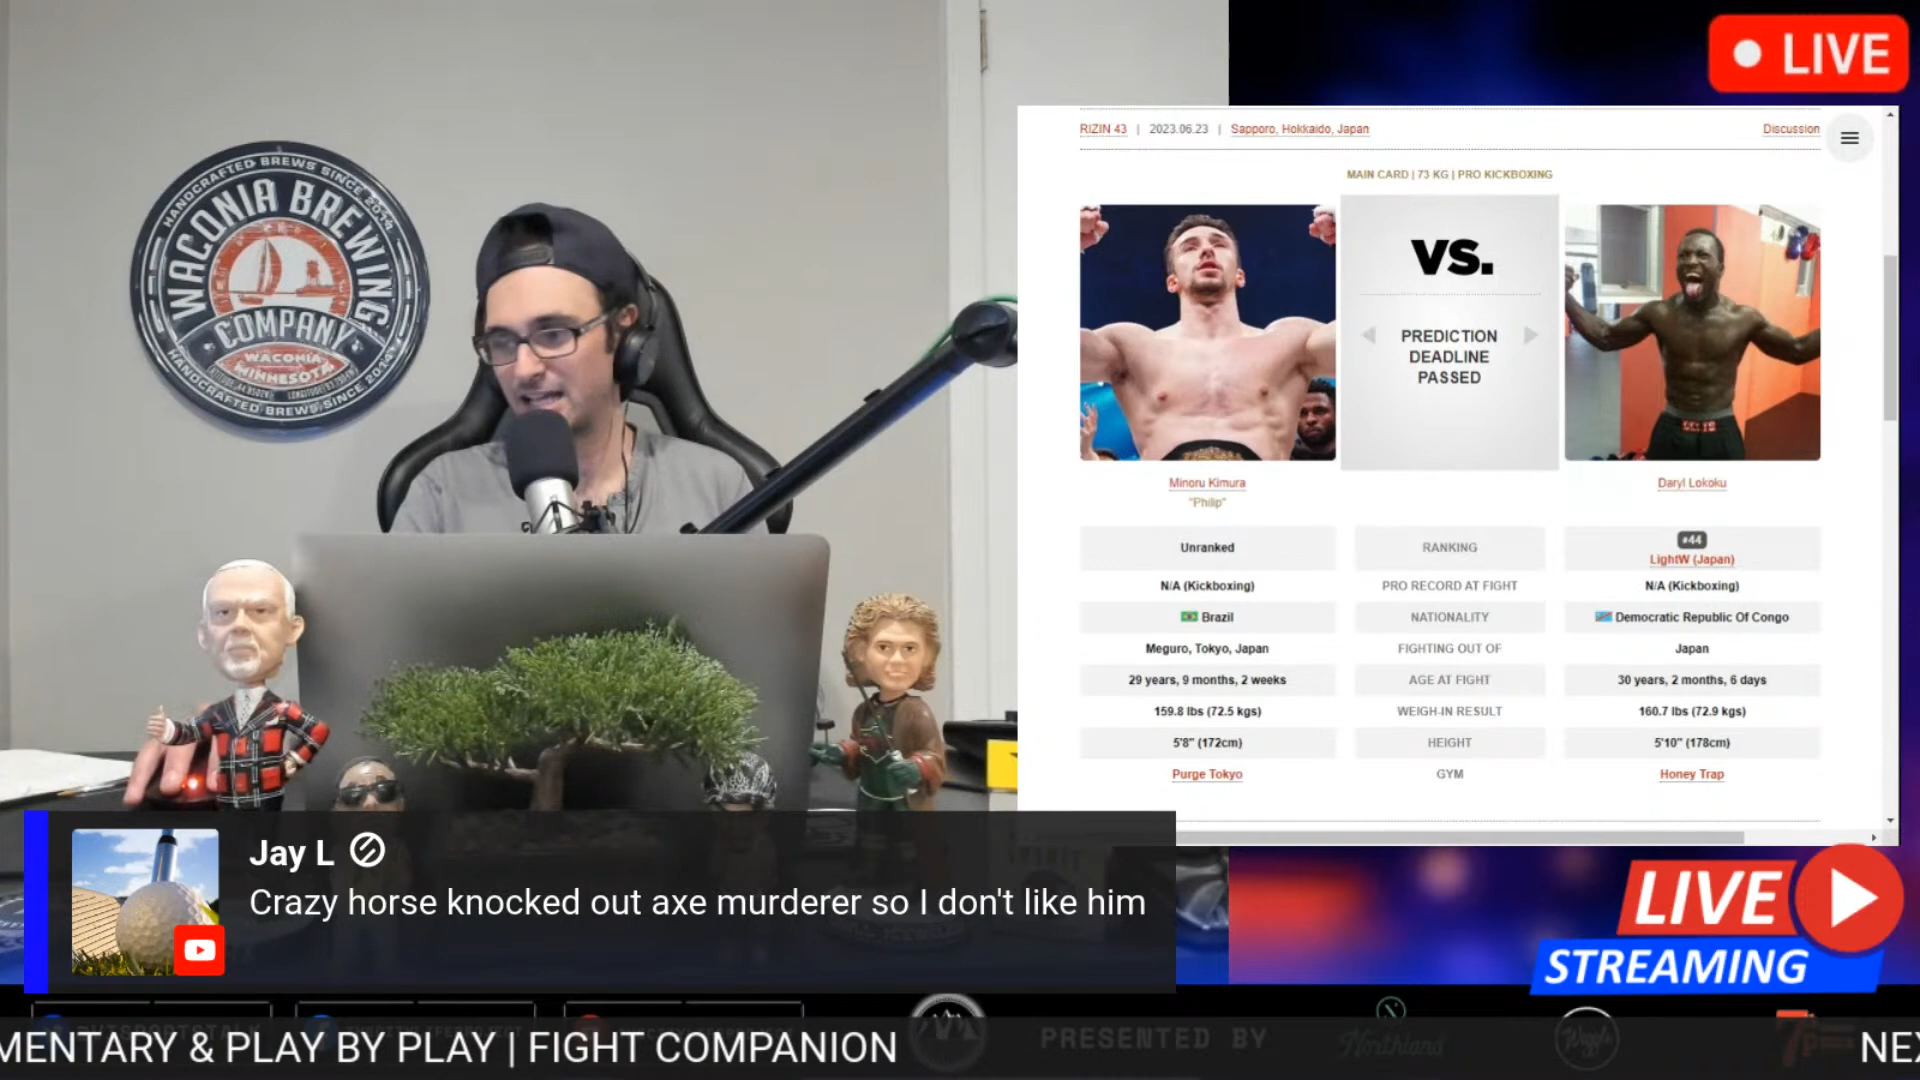 LIVE
RIZIN 43 | 2023.06.23 | Sapporo, Hokkaido, Japan
Discussion
MAIN CARD | 73 KG | PRO KICKBOXING
HANDCRAFTED BREWS SINCE 2014
WACONIA BREWING
COMPANY
WACONIA
MINNESOTA
HANDCRAFTED BREWS SINCE 2014
VS.
PREDICTION
DEADLINE
PASSED
Minoru Kimura
"Philip"
Daryl Lokoku
Unranked RANKING #44
LightW (Japan)
N/A (Kickboxing) PRO RECORD AT FIGHT N/A (Kickboxing)
Brazil NATIONALITY Democratic Republic Of Congo
Meguro, Tokyo, Japan FIGHTING OUT OF Japan
29 years, 9 months, 2 weeks AGE AT FIGHT 30 years, 2 months, 6 days
159.8 lbs (72.5 kgs) WEIGH-IN RESULT 160.7 lbs (72.9 kgs)
5'8" (172cm) HEIGHT 5'10" (178cm)
Purge Tokyo GYM Honey Trap
Jay L
Crazy horse knocked out axe murderer so I don't like him
LIVE
STREAMING
PRESENTED BY
Northland
MENTARY & PLAY BY PLAY | FIGHT COMPANION